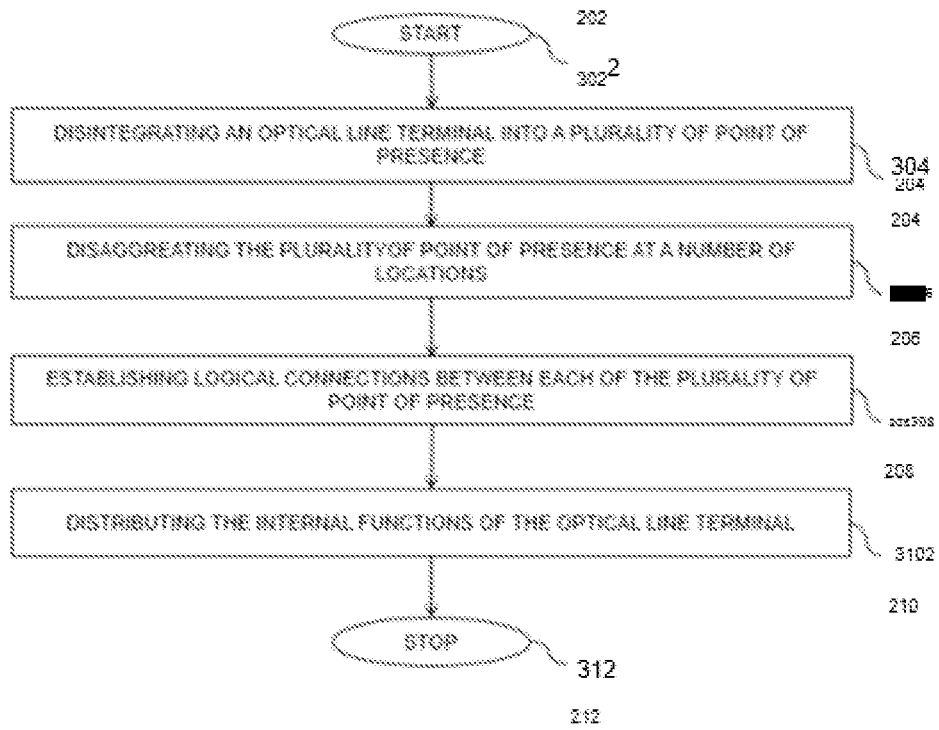 START
202
302 2
DISINTEGRATING AN OPTICAL LINE TERMINAL INTO A PLURALITY OF POINT OF
PRESENCE
304
204
204
DISAGGREATING THE PLURALITYOF POINT OF PRESENCE AT A NUMBER OF
LOCATIONS
206
ESTABLISHING LOGICAL CONNECTIONS BETWEEN EACH OF THE PLURALITY OF
POINT OF PRESENCE
208
DISTRIBUTING THE INTERNAL FUNCTIONS OF THE OPTICAL LINE TERMINAL
3102
210
STOP
312
212